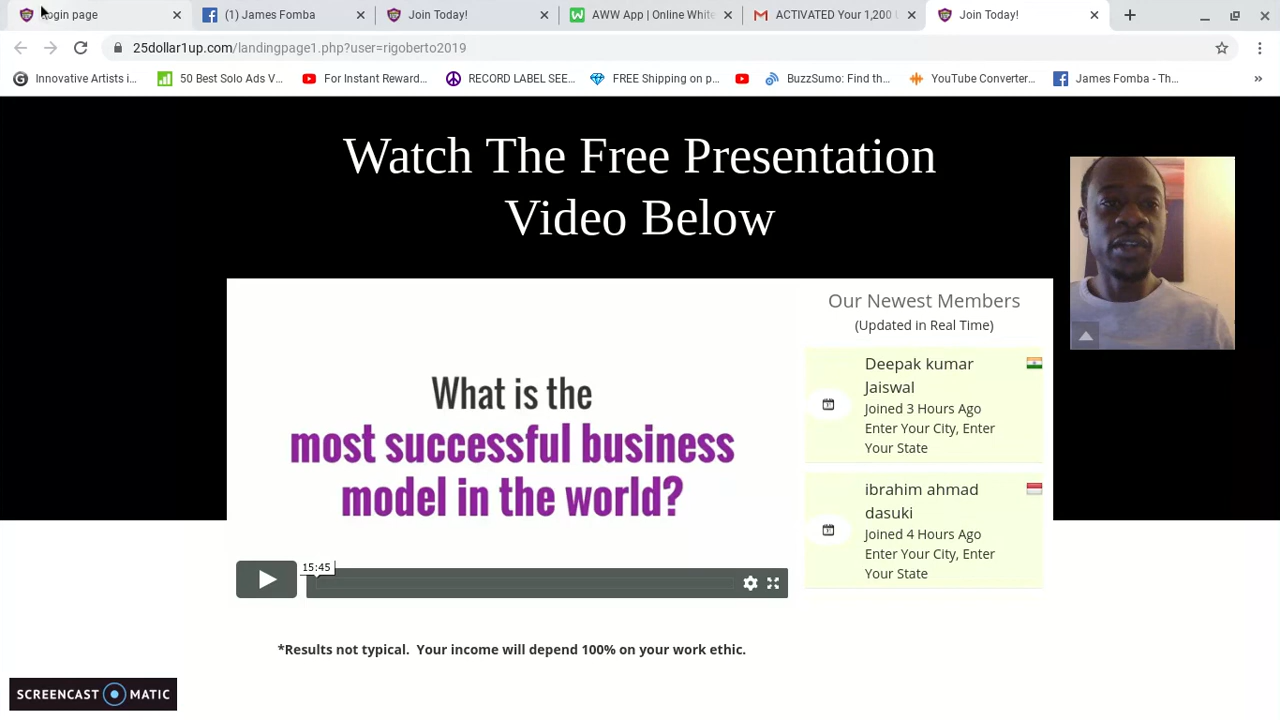 Login page
(1) James Fomba
Join Today!
AWW App | Online White
ACTIVATED Your 1,200
Join Today!
25dollar1up.com/landingpage1.php?user=rigoberto2019
Innovative Artists i...
50 Best Solo Ads V...
For Instant Reward...
RECORD LABEL SEE...
FREE Shipping on p...
BuzzSumo: Find th...
YouTube Converter...
James Fomba - Th...
Watch The Free Presentation
Video Below
What is the
most successful business
model in the world?
15:45
Our Newest Members
(Updated in Real Time)
Deepak kumar
Jaiswal
Joined 3 Hours Ago
Enter Your City, Enter
Your State
ibrahim ahmad
dasuki
Joined 4 Hours Ago
Enter Your City, Enter
Your State
*Results not typical.  Your income will depend 100% on your work ethic.
SCREENCAST MATIC